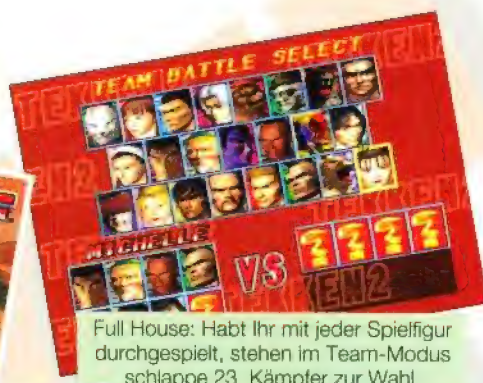 TEAM BATTLE SELECT
MICHELLE
VS
? ? ? ?
TEKKEN2
Full House: Habt Ihr mit jeder Spielfigur
durchgespielt, stehen im Team-Modus
schlappe 23 Kämpfer zur Wahl